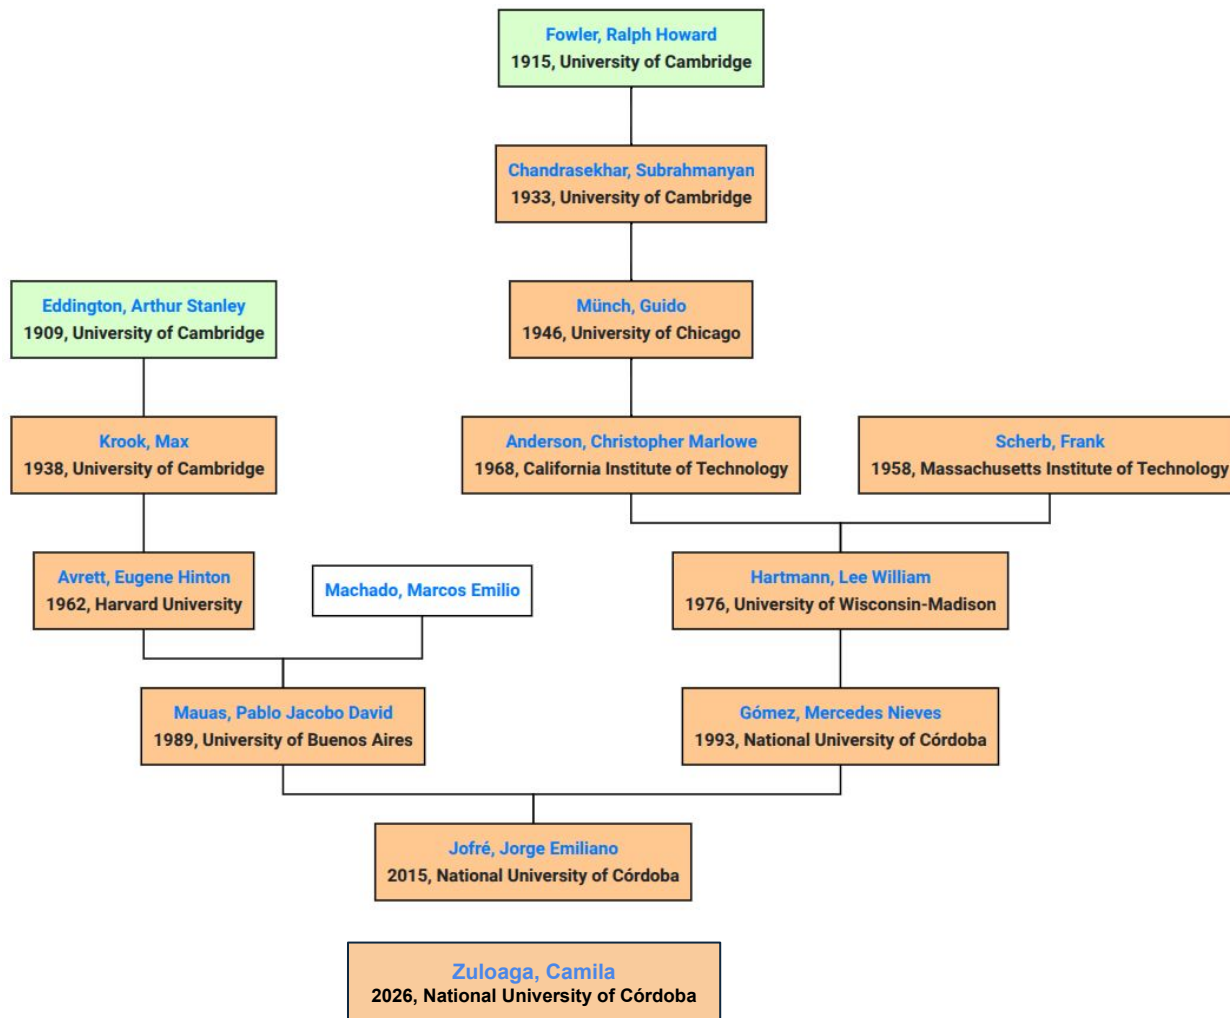 Fowler, Ralph Howard
1915, University of Cambridge
Chandrasekhar, Subrahmanyan
1933, University of Cambridge
Eddington, Arthur Stanley
1909, University of Cambridge
Münch, Guido
1946, University of Chicago
Krook, Max
1938, University of Cambridge
Anderson, Christopher Marlowe
1968, California Institute of Technology
Scherb, Frank
1958, Massachusetts Institute of Technology
Avrett, Eugene Hinton
1962, Harvard University
Machado, Marcos Emilio
Hartmann, Lee William
1976, University of Wisconsin-Madison
Mauas, Pablo Jacobo David
1989, University of Buenos Aires
Gómez, Mercedes Nieves
1993, National University of Córdoba
Jofré, Jorge Emiliano
2015, National University of Córdoba
Zuloaga, Camila
2026, National University of Córdoba